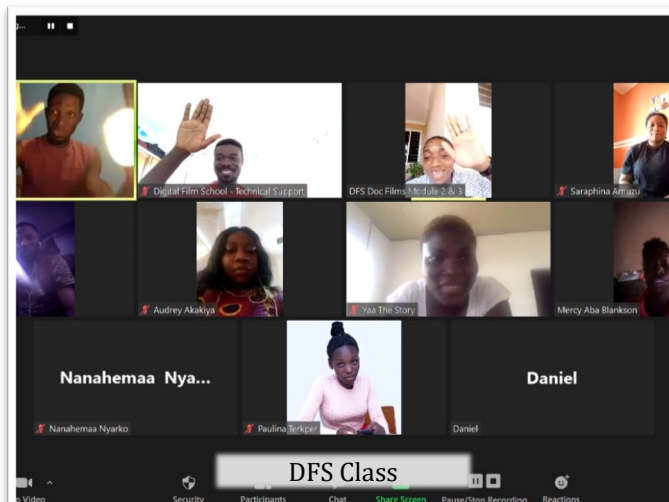 Digital Film School - Technical Support
DFS Doc Films Module 2 & 3
Saraphina Amuzu
Audrey Akakiya
Yaa The Story
Mercy Aba Blankson
Nanahemaa Nya...
Daniel
Nanahemaa Nyarko
Paulina Terkper
Daniel
DFS Class
Video
Security
Participants
Chat
Share Screen
Pause/Stop Recording
Reactions